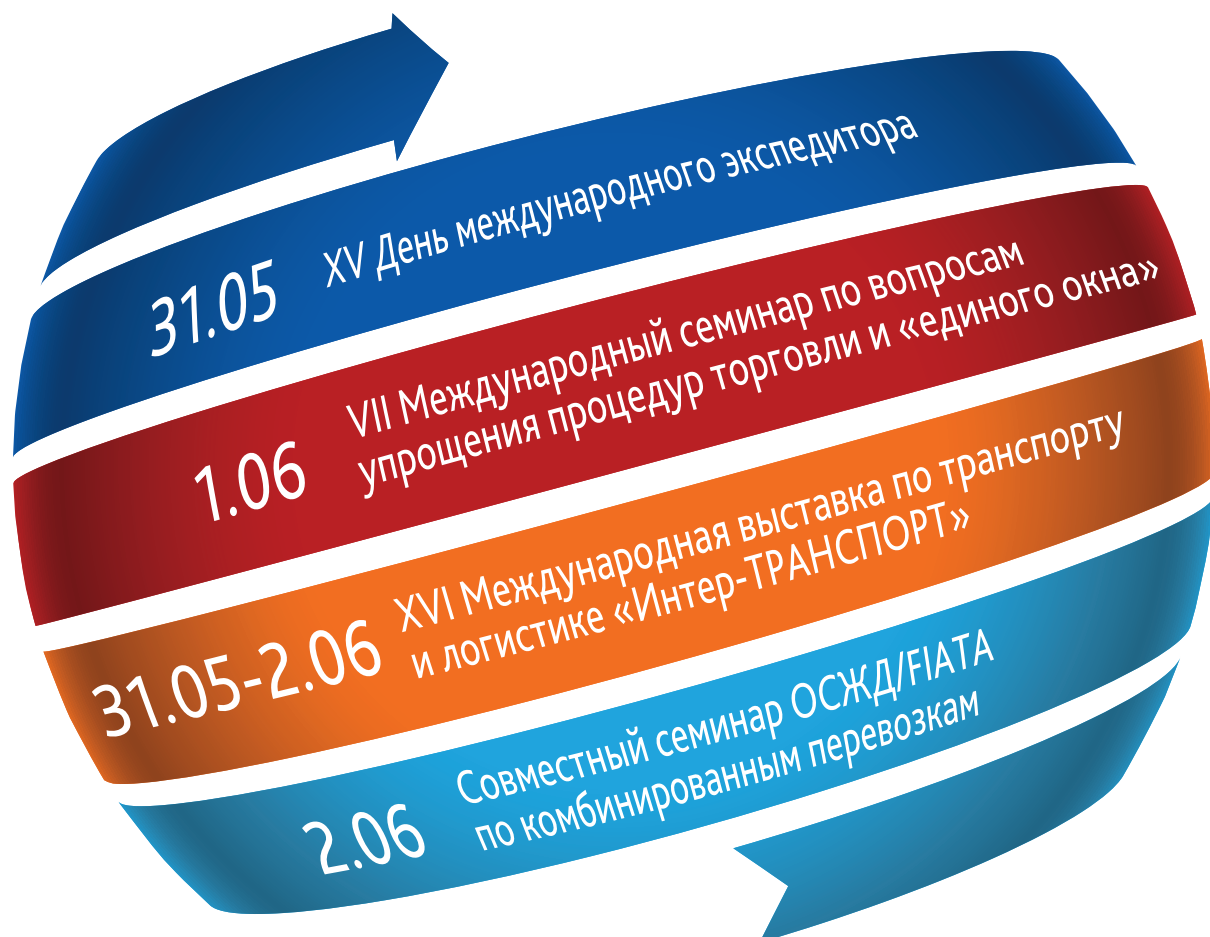 31.05
XV День международного экспедитора
1.06
VII Международный семинар по вопросам
упрощения процедур торговли и «единого окна»
31.05-2.06
XVI Международная выставка по транспорту
и логистике «Интер-ТРАНСПОРТ»
2.06
Совместный семинар ОСЖД/FIATA
по комбинированным перевозкам